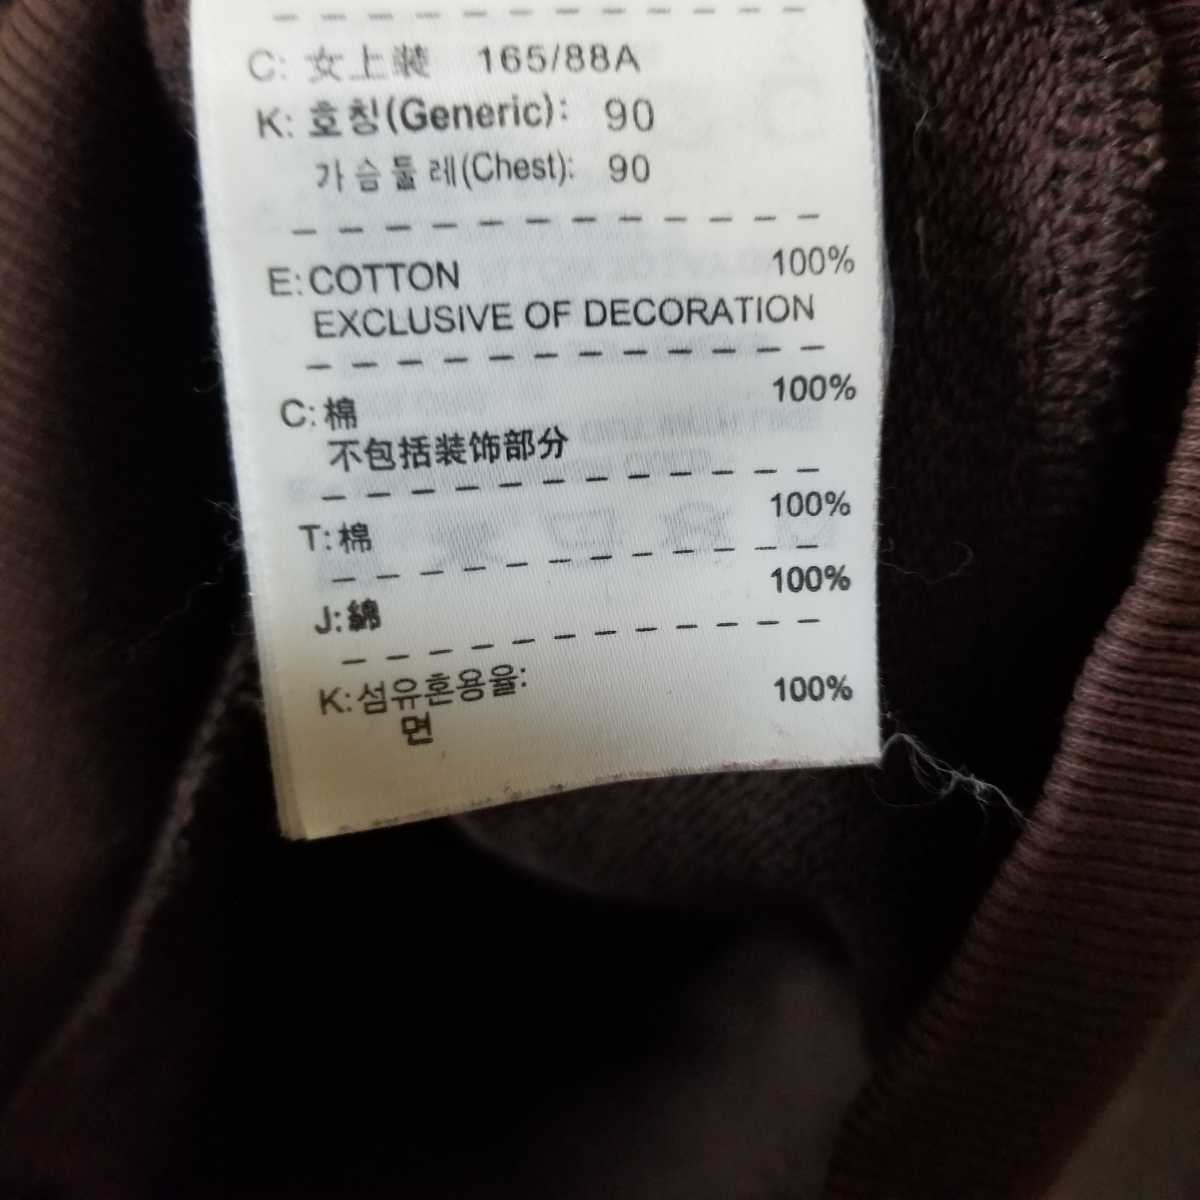 C: 女上装 165/88A
K: 호칭(Generic): 90
가슴둘레(Chest): 90
E: COTTON 100%
EXCLUSIVE OF DECORATION
C: 棉 100%
不包括装饰部分
T: 棉 100%
J: 綿 100%
K: 섬유혼용율: 100%
면